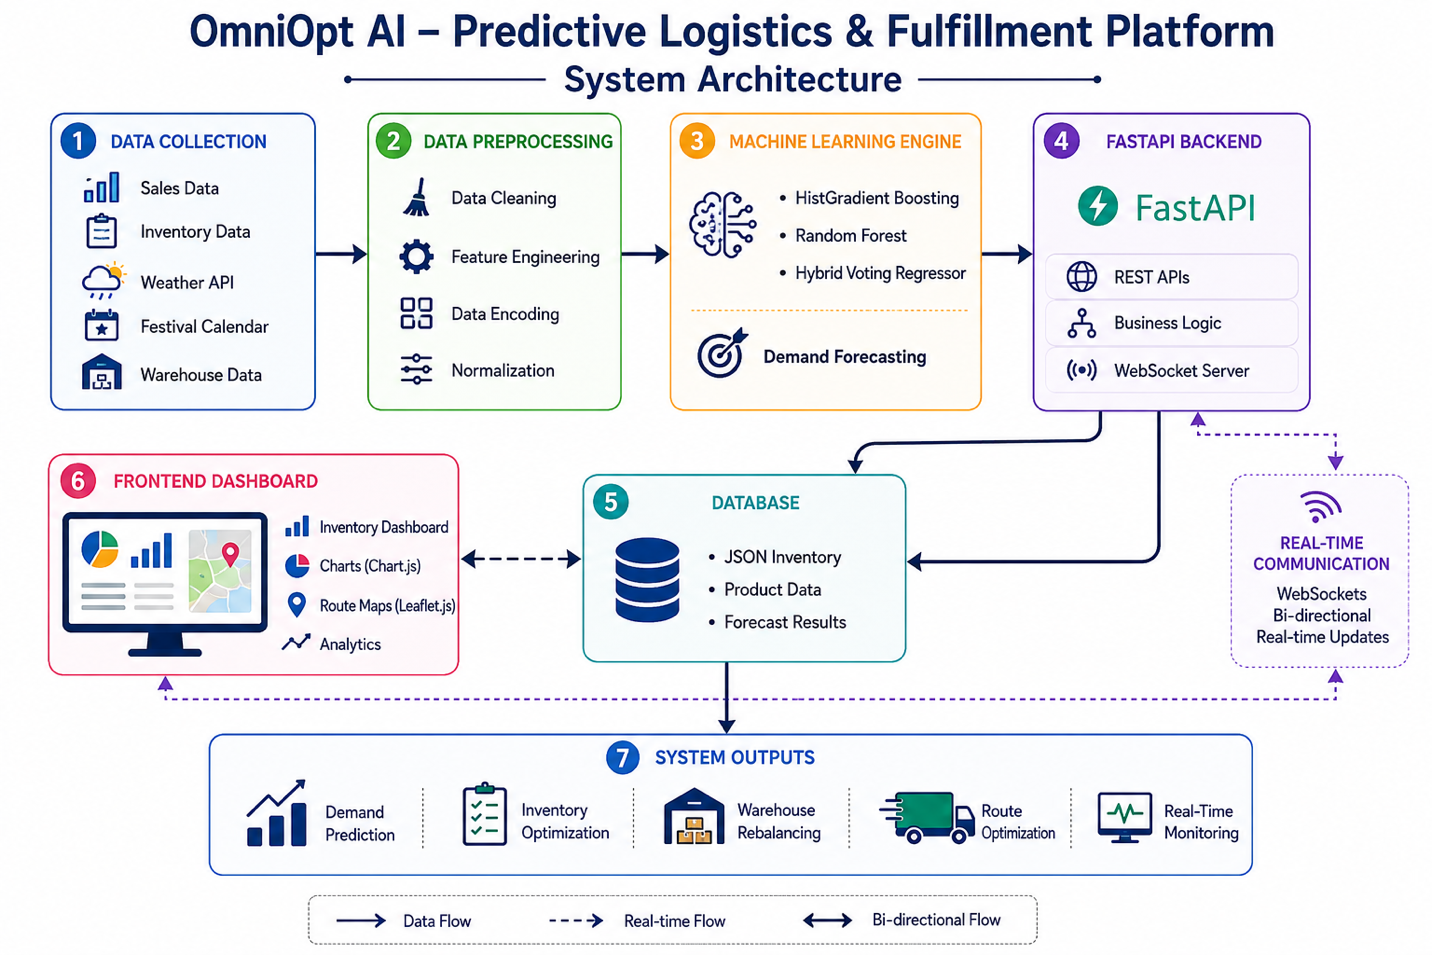 OmniOpt AI – Predictive Logistics & Fulfillment Platform
System Architecture
1 DATA COLLECTION
Sales Data
Inventory Data
Weather API
Festival Calendar
Warehouse Data
2 DATA PREPROCESSING
Data Cleaning
Feature Engineering
Data Encoding
Normalization
3 MACHINE LEARNING ENGINE
• HistGradient Boosting
• Random Forest
• Hybrid Voting Regressor
Demand Forecasting
4 FASTAPI BACKEND
FastAPI
REST APIs
Business Logic
WebSocket Server
6 FRONTEND DASHBOARD
Inventory Dashboard
Charts (Chart.js)
Route Maps (Leaflet.js)
Analytics
5 DATABASE
• JSON Inventory
• Product Data
• Forecast Results
REAL-TIME
COMMUNICATION
WebSockets
Bi-directional
Real-time Updates
7 SYSTEM OUTPUTS
Demand
Prediction
Inventory
Optimization
Warehouse
Rebalancing
Route
Optimization
Real-Time
Monitoring
Data Flow
Real-time Flow
Bi-directional Flow